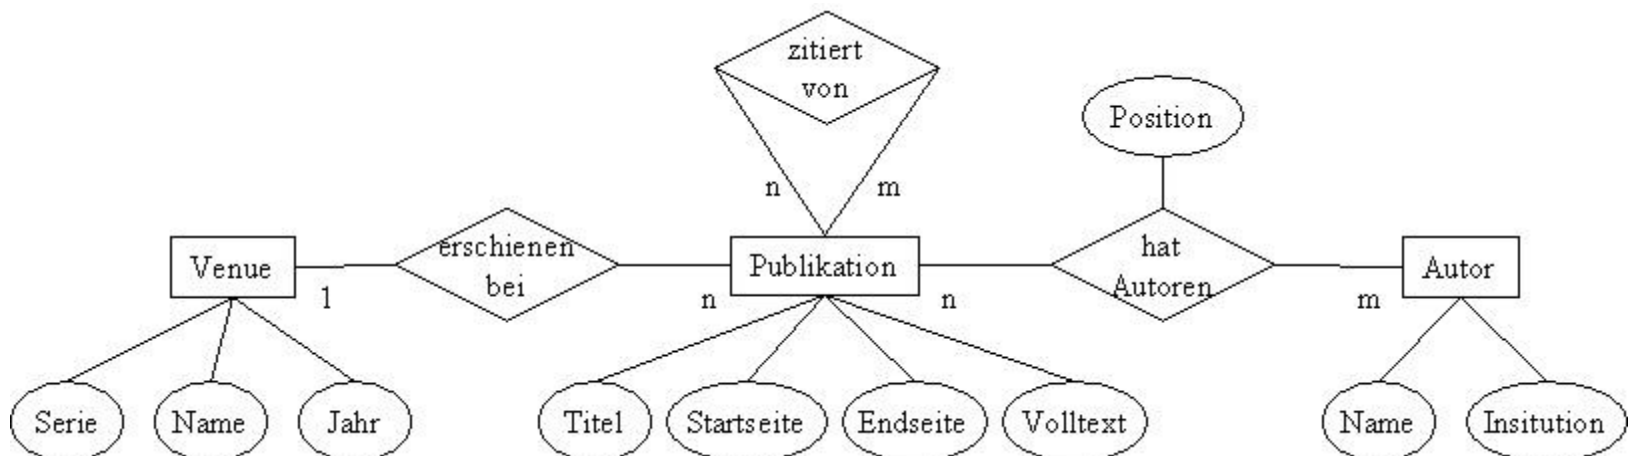 zitiert
von
Position
n
m
Venue
erschienen
bei
Publikation
hat
Autoren
Autor
1
n
n
m
Serie
Name
Jahr
Titel
Startseite
Endseite
Volltext
Name
Insitution